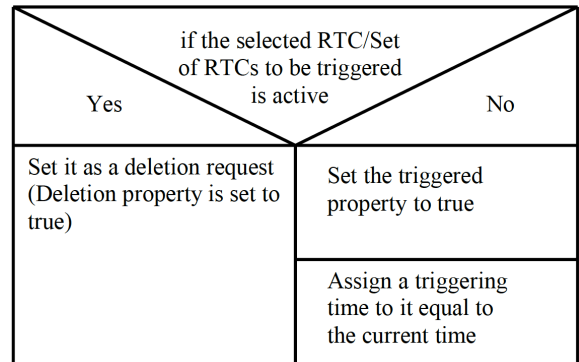 if the selected RTC/Set
of RTCs to be triggered
is active
Yes
No
Set it as a deletion request
(Deletion property is set to
true)
Set the triggered
property to true
Assign a triggering
time to it equal to
the current time